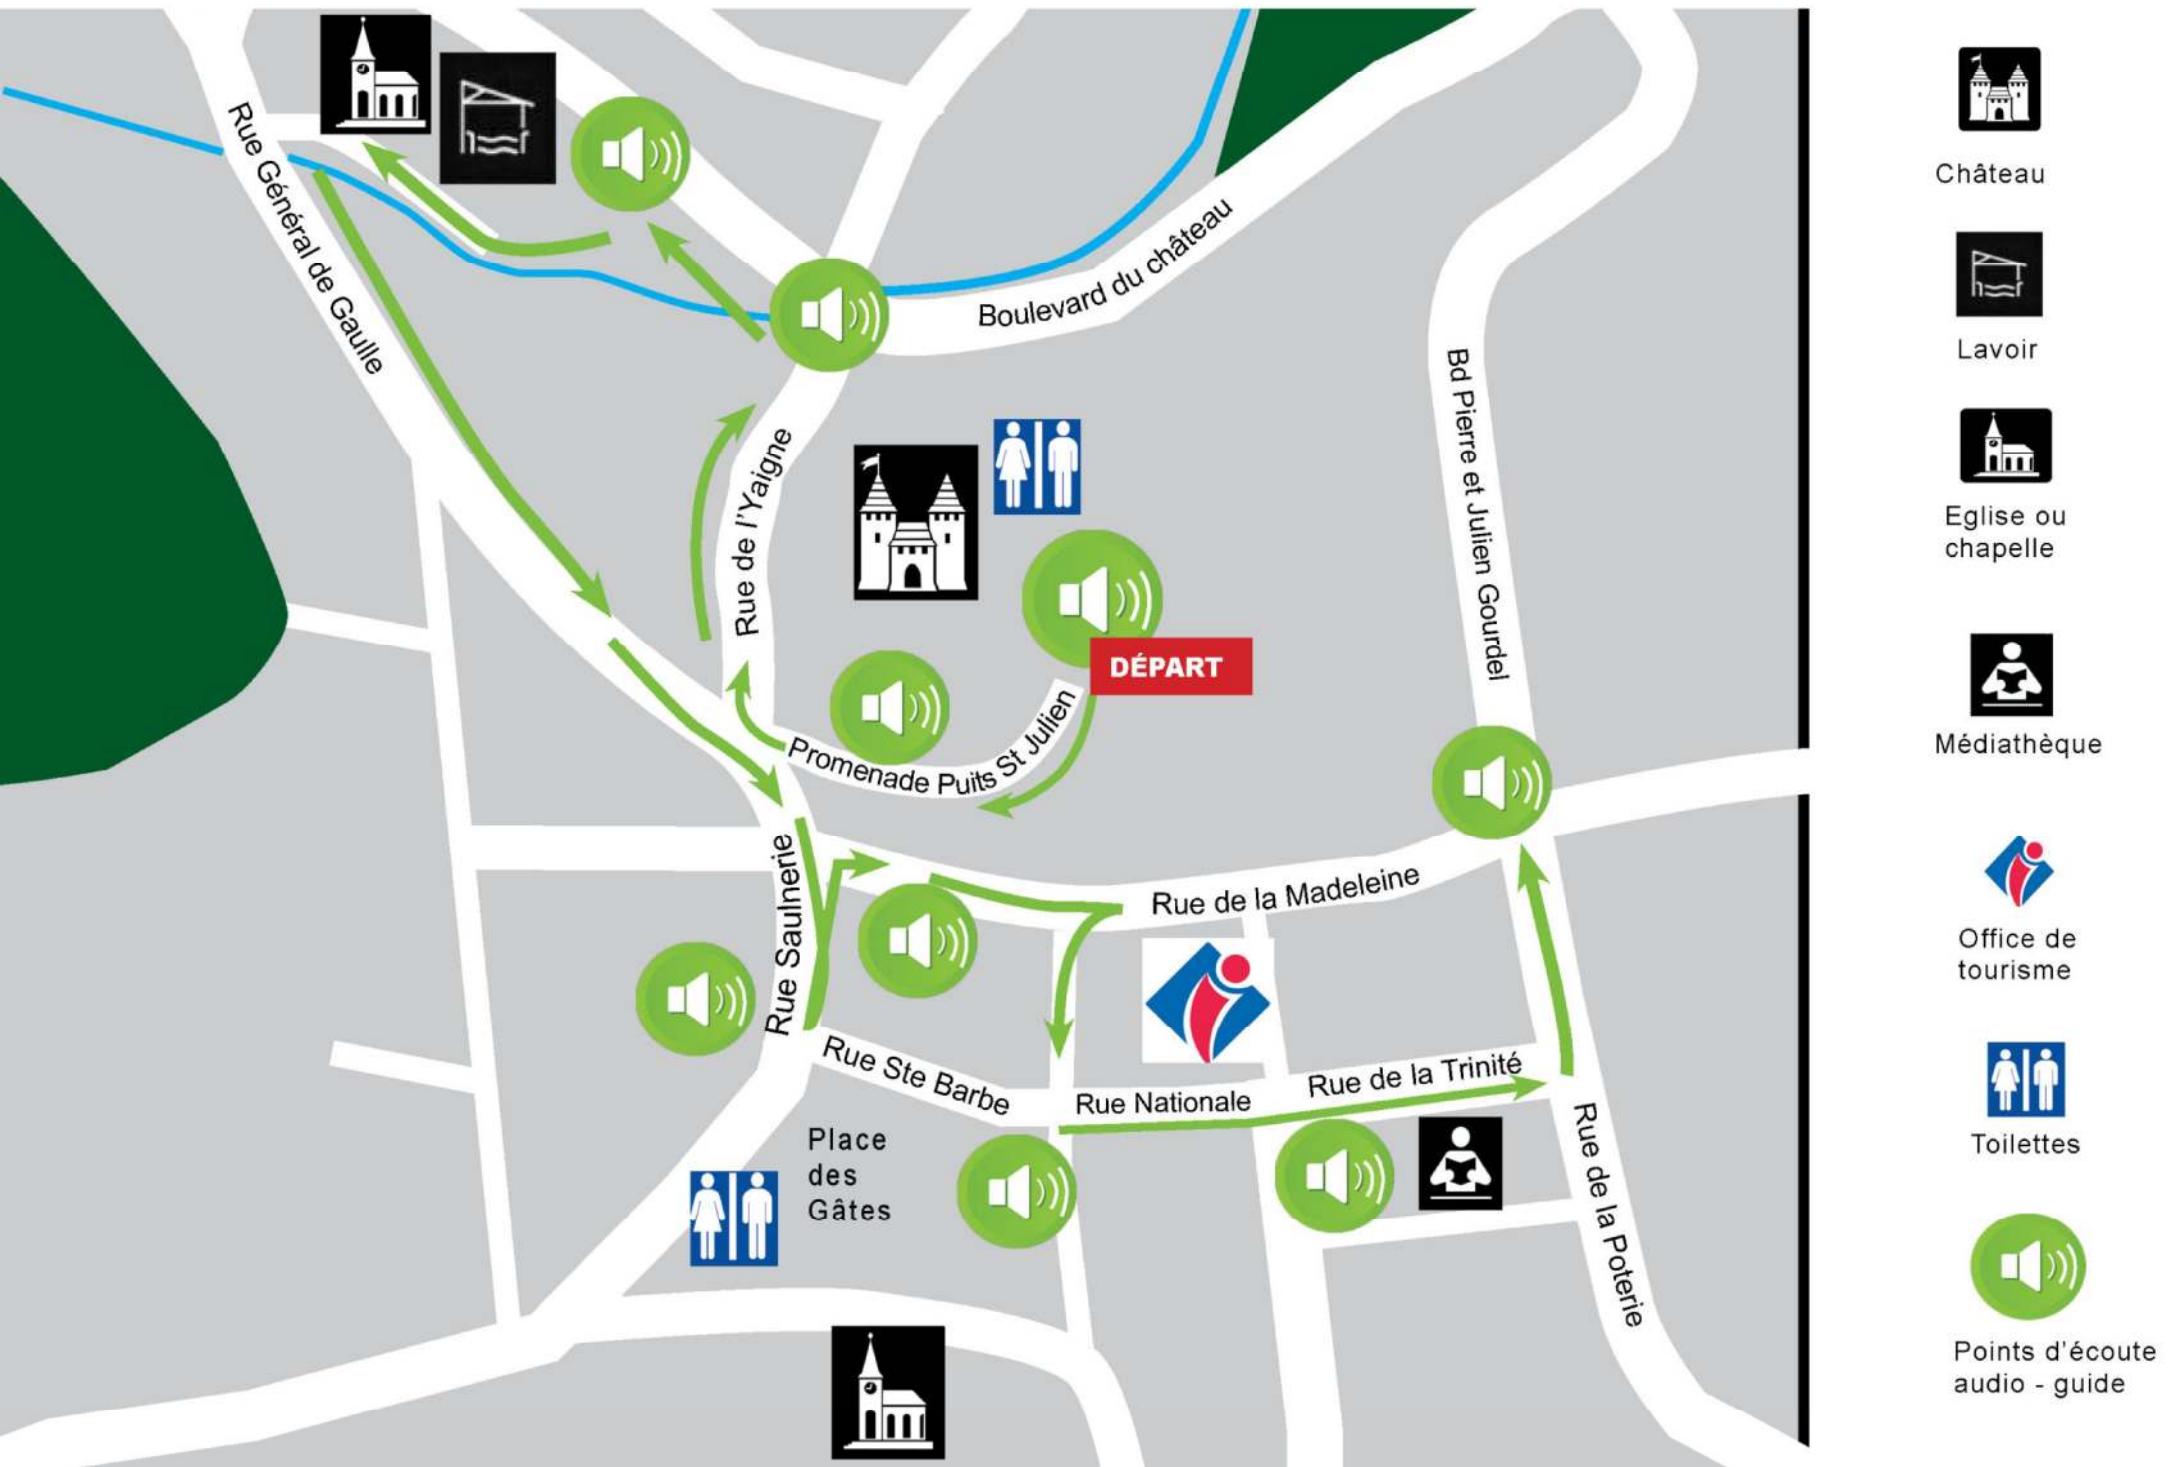 Rue Général de Gaulle
Boulevard du château
Bd Pierre et Julien Gourdel
Rue de l'Yaigne
DÉPART
Promenade Puits St Julien
Rue Saulnerie
Rue de la Madeleine
Rue Ste Barbe
Rue Nationale
Rue de la Trinité
Rue de la Poterie
Place
des
Gâtes
Château
Lavoir
Eglise ou
chapelle
Médiathèque
Office de
tourisme
Toilettes
Points d'écoute
audio - guide